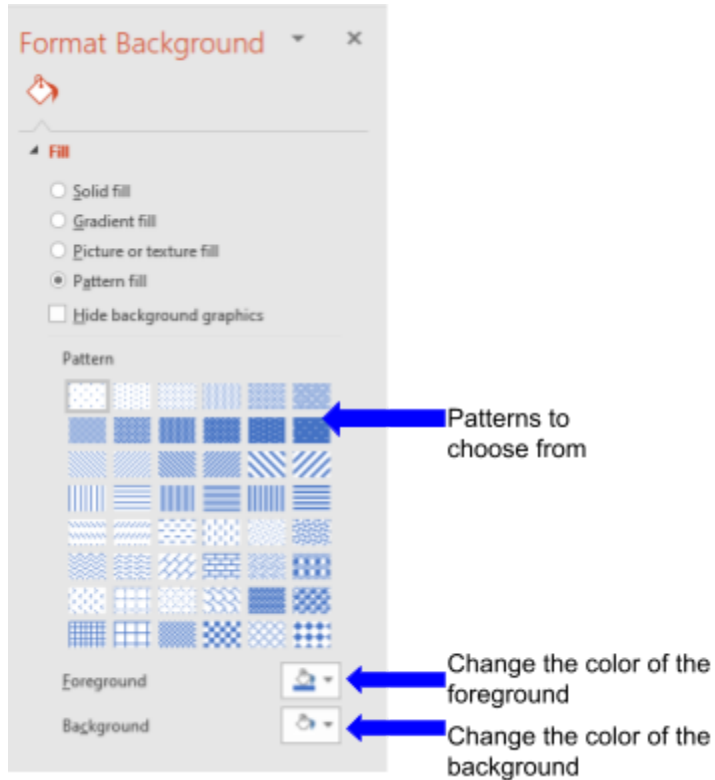 Format Background
Fill
Solid fill
Gradient fill
Picture or texture fill
Pattern fill
Hide background graphics
Pattern
Patterns to
choose from
Foreground
Change the color of the
foreground
Background
Change the color of the
background